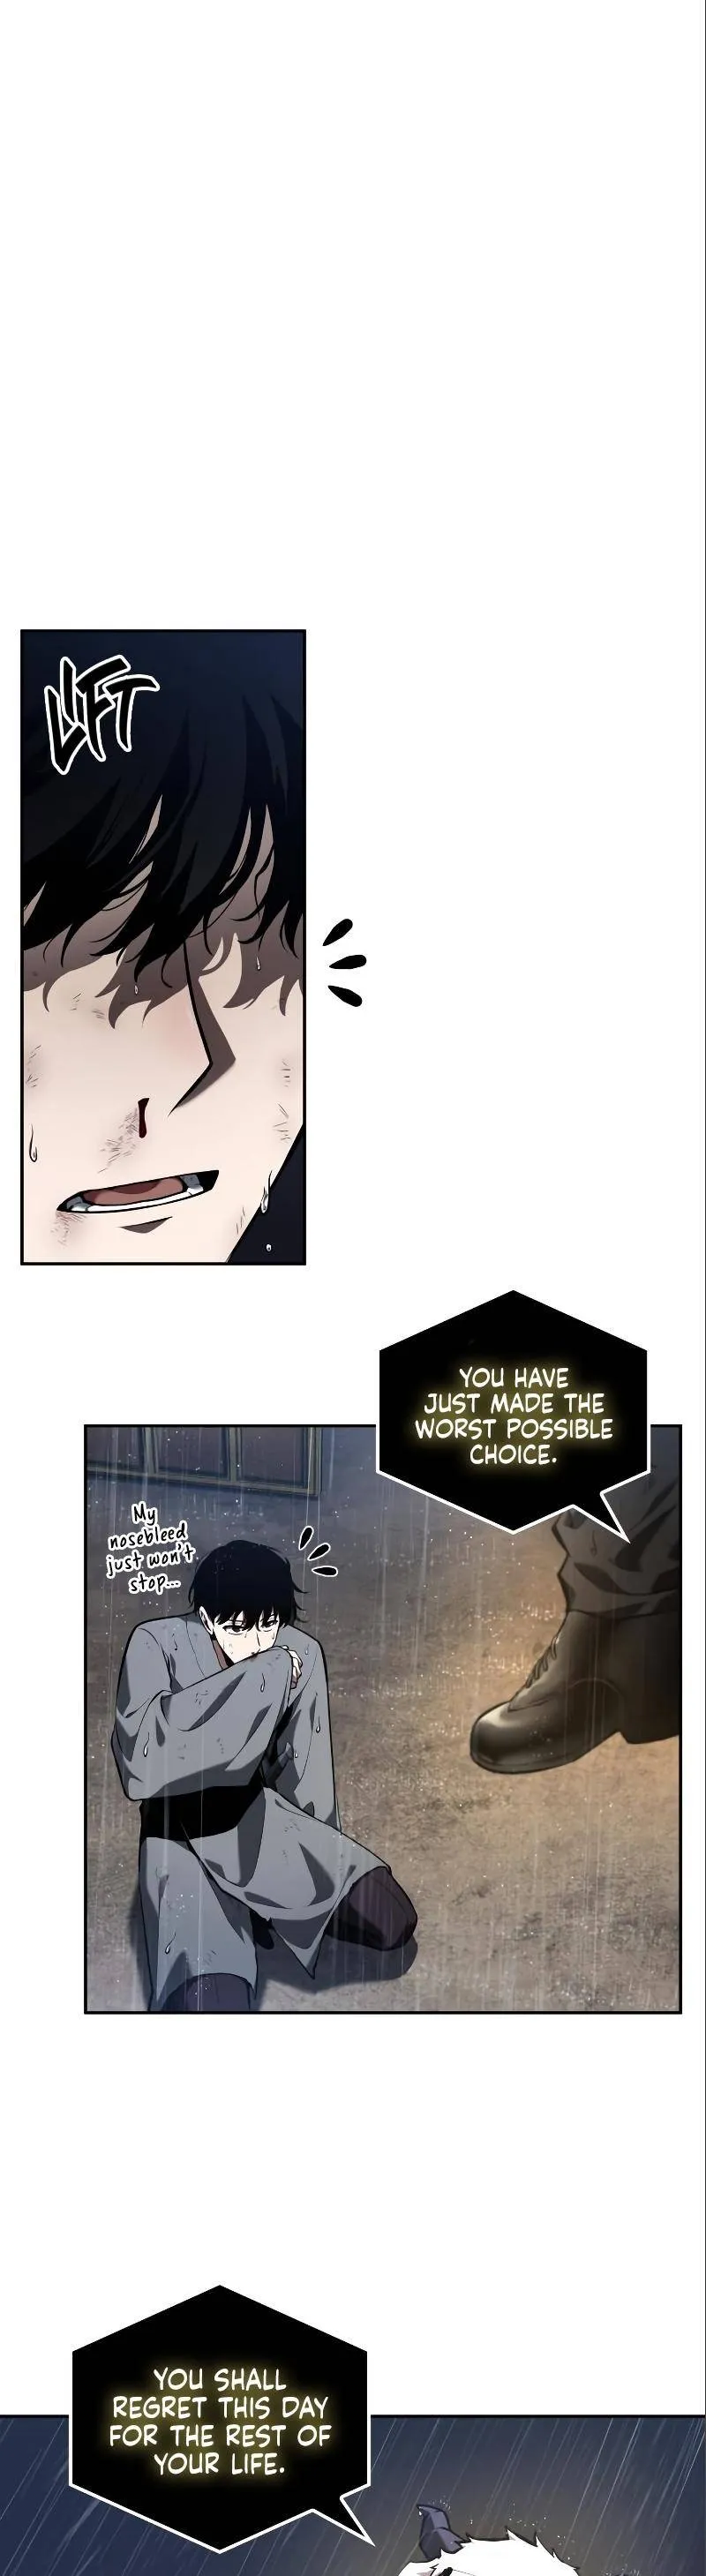 LIFT
YOU HAVE
JUST MADE THE
WORST POSSIBLE
CHOICE.
My
nosebleed
just won't
stop...
YOU SHALL
REGRET THIS DAY
FOR THE REST OF
YOUR LIFE.